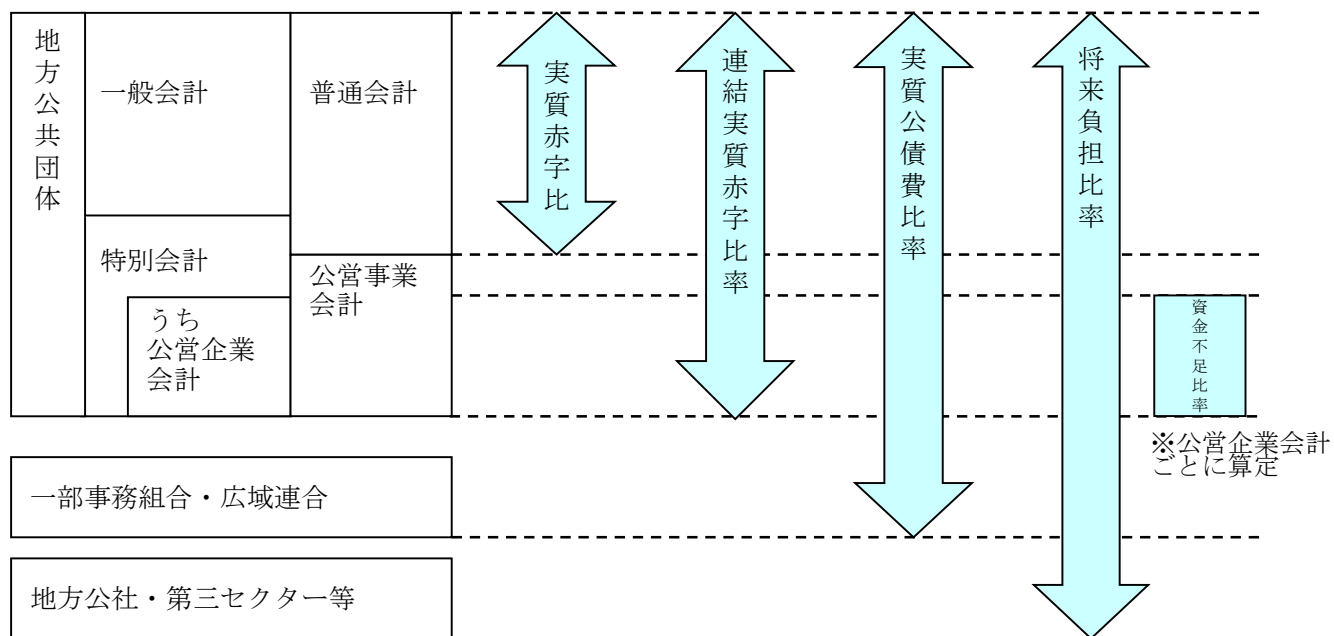 地方公共団体
一般会計
普通会計
実質赤字比
連結実質赤字比率
実質公債費比率
将来負担比率
特別会計
公営事業
会計
うち
公営企業
会計
資金不足比率
※公営企業会計
ごとに算定
一部事務組合・広域連合
地方公社・第三セクター等